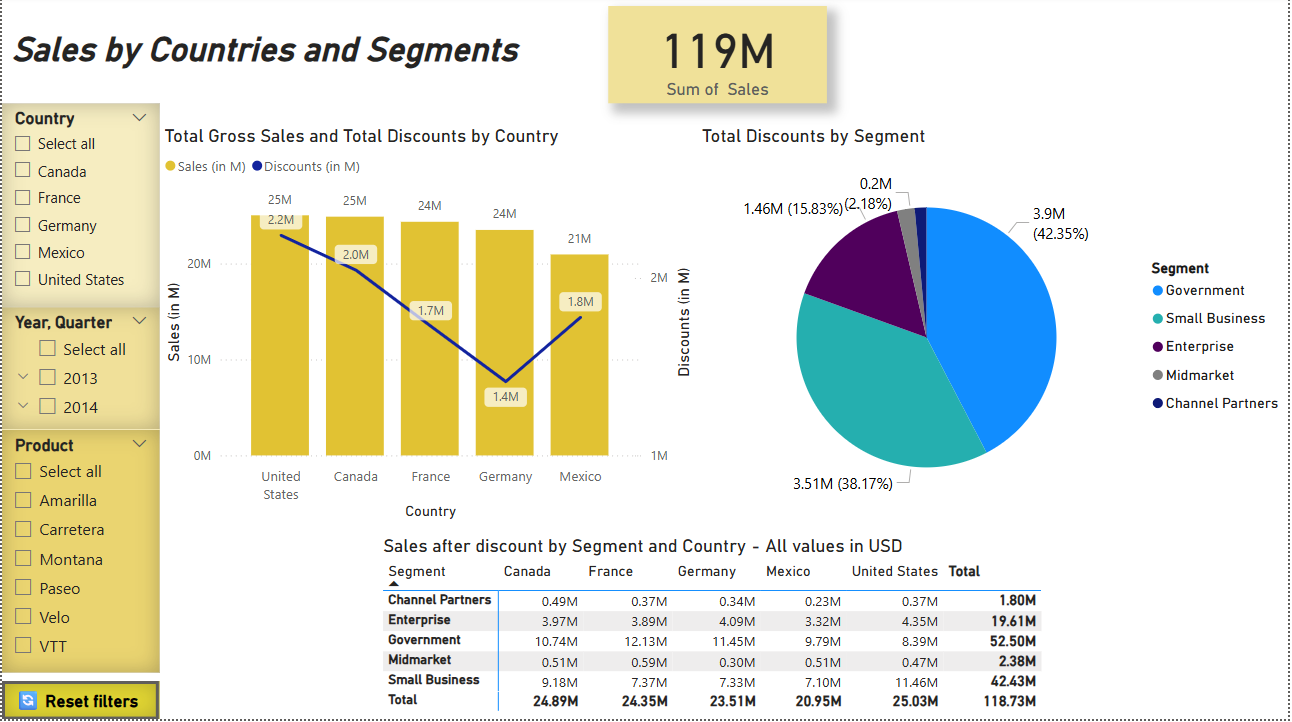 Sales by Countries and Segments
119M
Sum of Sales
Country
Select all
Canada
France
Germany
Mexico
United States
Year, Quarter
Select all
2013
2014
Product
Select all
Amarilla
Carretera
Montana
Paseo
Velo
VTT
Reset filters
Total Gross Sales and Total Discounts by Country
Sales (in M) Discounts (in M)
25M 25M 24M 24M 21M
2.2M 2.0M 1.7M 1.4M 1.8M
20M
10M
0M
Sales (in M)
2M
1M
Discounts (in M)
United
States
Canada France Germany Mexico
Country
Total Discounts by Segment
0.2M
(2.18%)
1.46M (15.83%)
3.9M
(42.35%)
3.51M (38.17%)
Segment
Government
Small Business
Enterprise
Midmarket
Channel Partners
Sales after discount by Segment and Country - All values in USD
Segment Canada France Germany Mexico United States Total
Channel Partners 0.49M 0.37M 0.34M 0.23M 0.37M 1.80M
Enterprise 3.97M 3.89M 4.09M 3.32M 4.35M 19.61M
Government 10.74M 12.13M 11.45M 9.79M 8.39M 52.50M
Midmarket 0.51M 0.59M 0.30M 0.51M 0.47M 2.38M
Small Business 9.18M 7.37M 7.33M 7.10M 11.46M 42.43M
Total 24.89M 24.35M 23.51M 20.95M 25.03M 118.73M